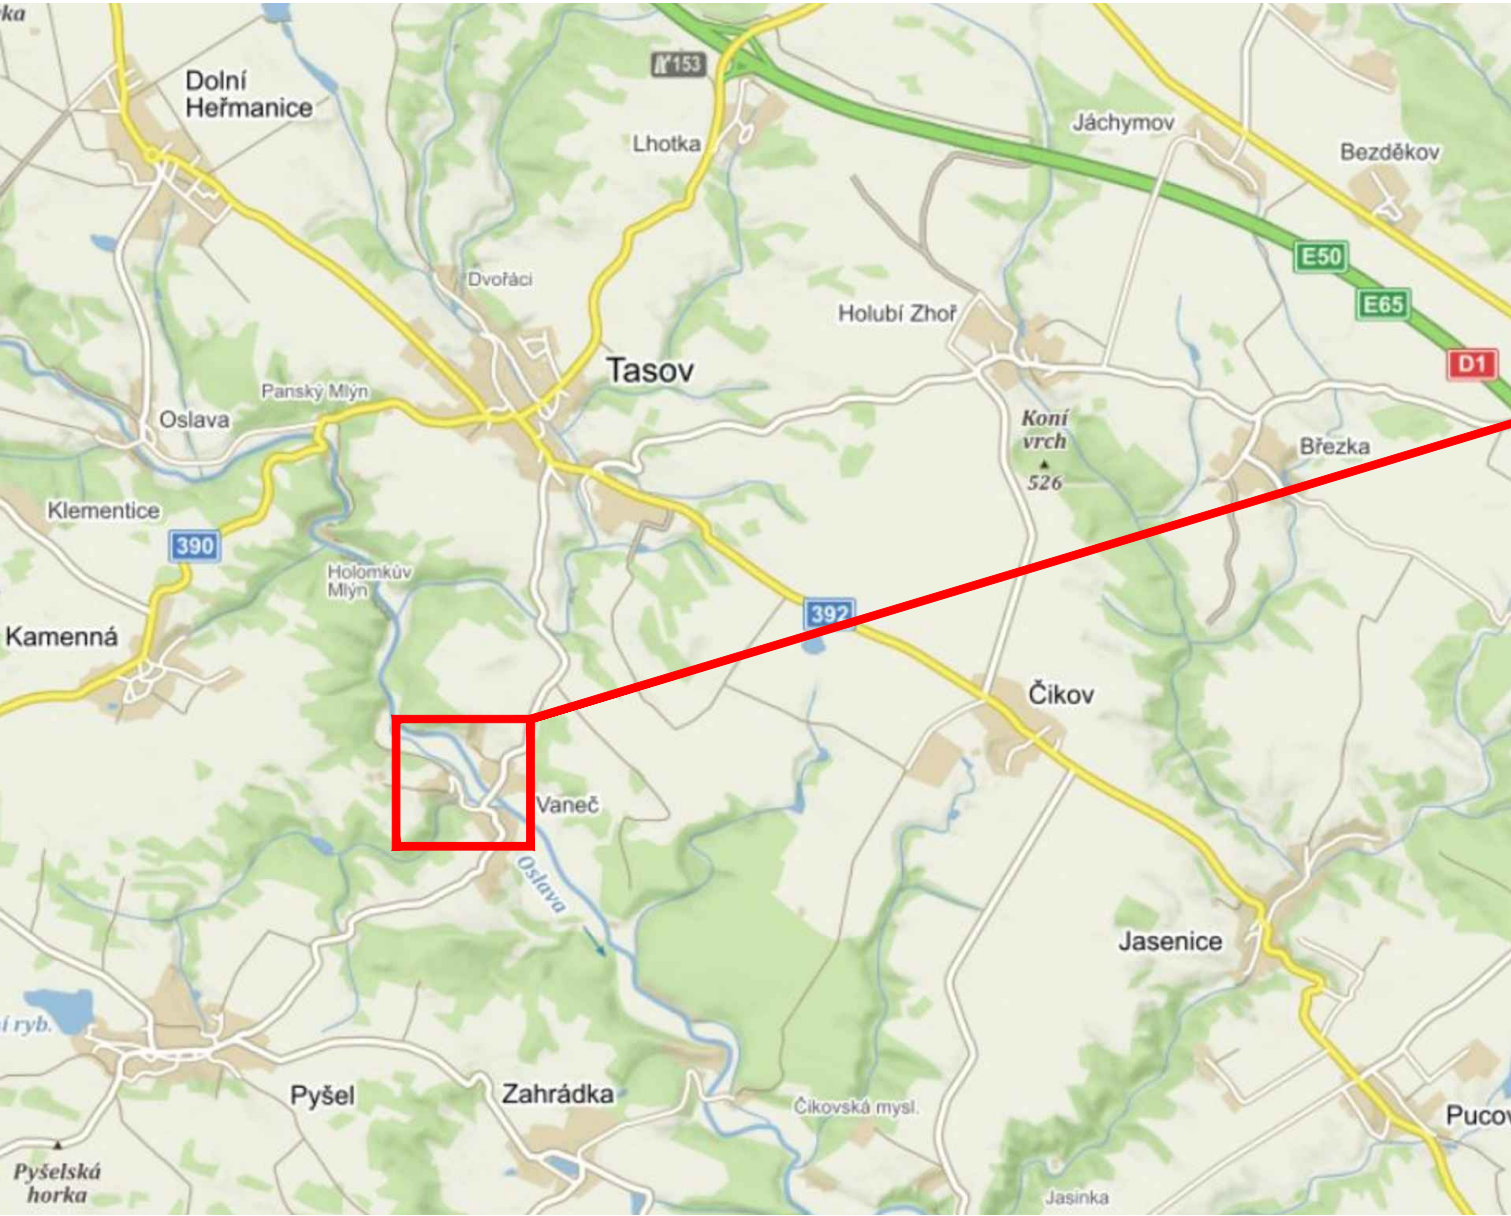 ka
Dolní
Heřmanice
153
Lhotka
Jáchymov
Bezděkov
E50
E65
D1
Dvořáci
Holubí Zhoř
Tasov
Panský Mlýn
Oslava
Koní
vrch
526
Březka
Klementice
390
Holomkův
Mlýn
392
Kamenná
Čikov
Vaneč
Oslava
Jasenice
í ryb.
Pyšel
Zahrádka
Čikovská mysl.
Pucov
Pyšelská
horka
Jasinka